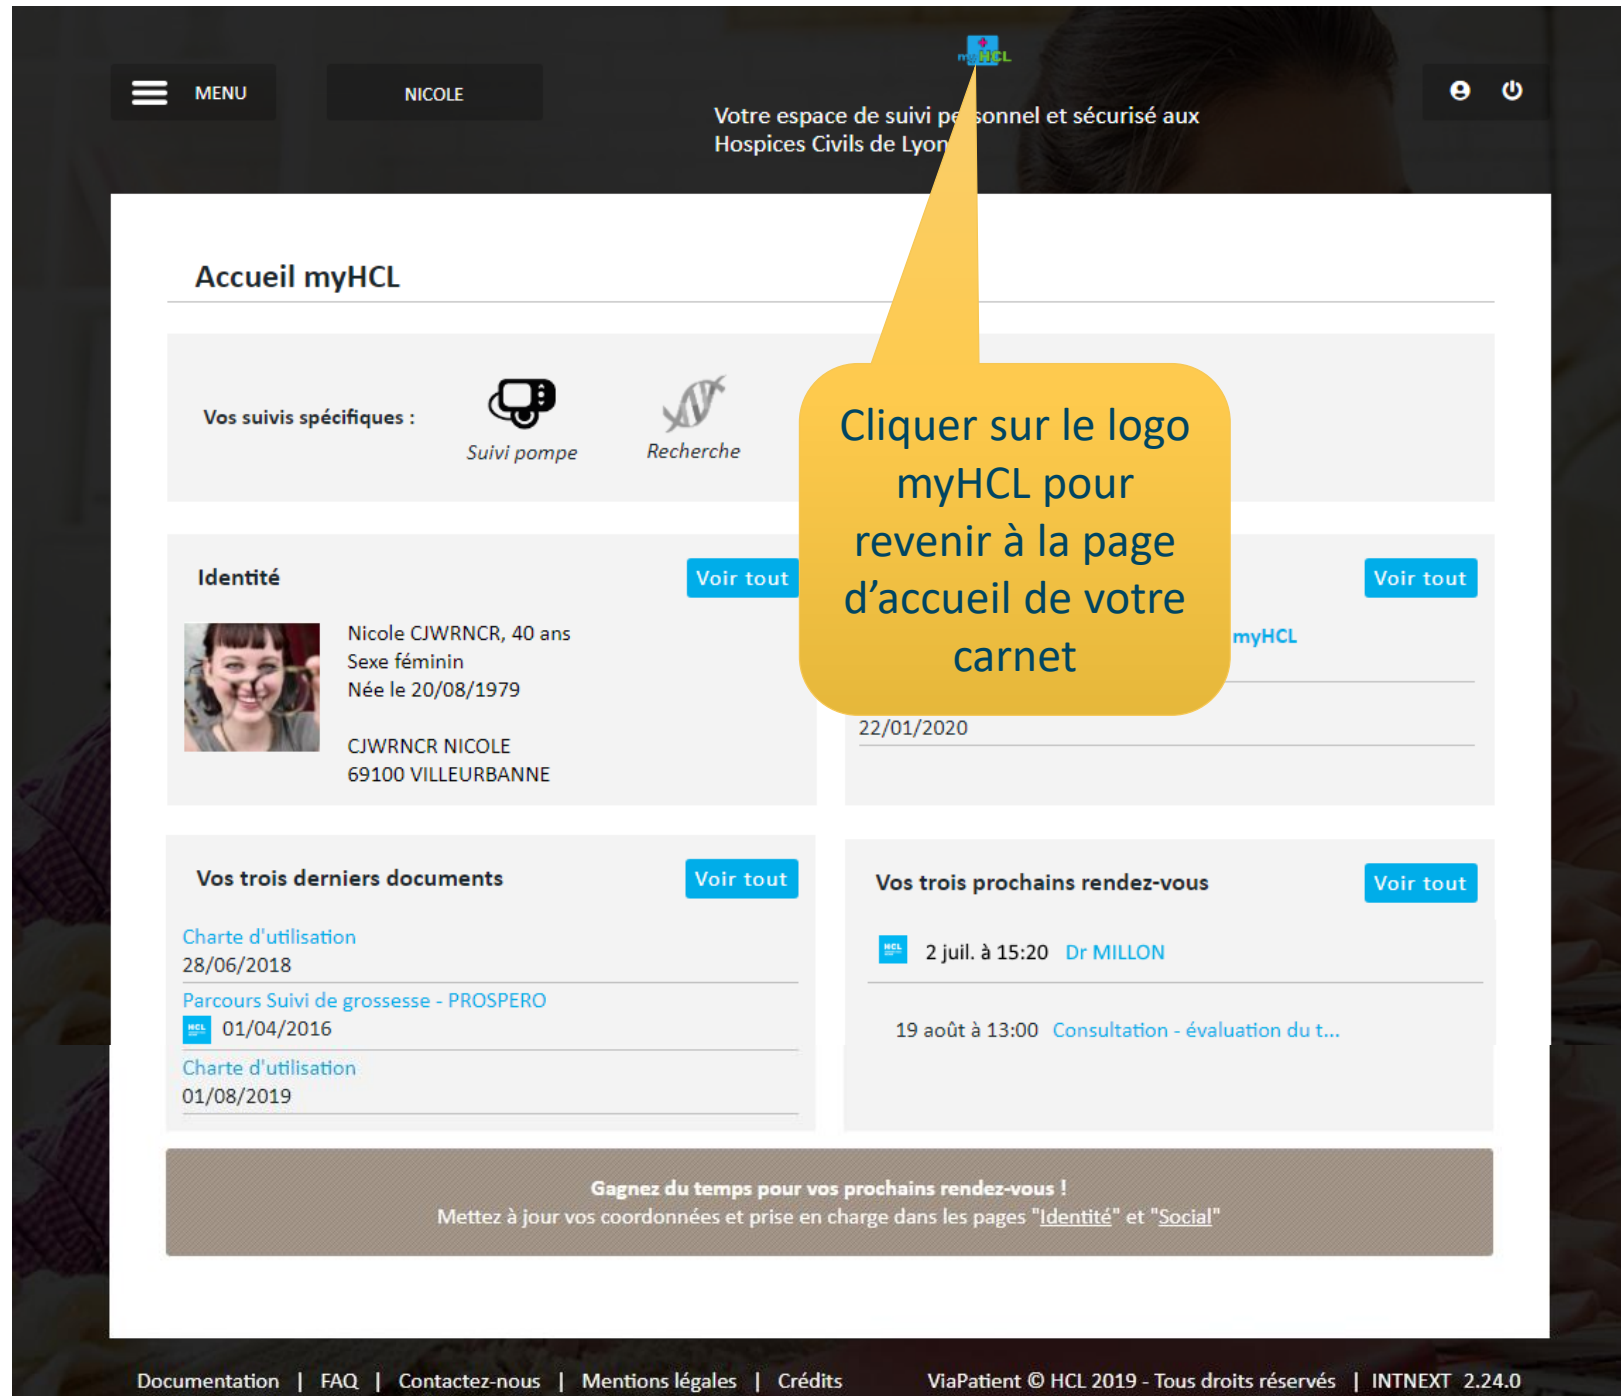 myHCL
MENU
NICOLE
Votre espace de suivi personnel et sécurisé aux
Hospices Civils de Lyon
Accueil myHCL
Vos suivis spécifiques :
Suivi pompe
Recherche
Cliquer sur le logo
myHCL pour
revenir à la page
d’accueil de votre
carnet
Identité
Voir tout
Nicole CJWRNCR, 40 ans
Sexe féminin
Née le 20/08/1979
CJWRNCR NICOLE
69100 VILLEURBANNE
Voir tout
myHCL
22/01/2020
Vos trois derniers documents
Voir tout
Charte d'utilisation
28/06/2018
Parcours Suivi de grossesse - PROSPERO
HCL 01/04/2016
Charte d'utilisation
01/08/2019
Vos trois prochains rendez-vous
Voir tout
HCL 2 juil. à 15:20 Dr MILLON
19 août à 13:00 Consultation - évaluation du t...
Gagnez du temps pour vos prochains rendez-vous !
Mettez à jour vos coordonnées et prise en charge dans les pages "Identité" et "Social"
Documentation | FAQ | Contactez-nous | Mentions légales | Crédits
ViaPatient © HCL 2019 - Tous droits réservés | INTNEXT 2.24.0